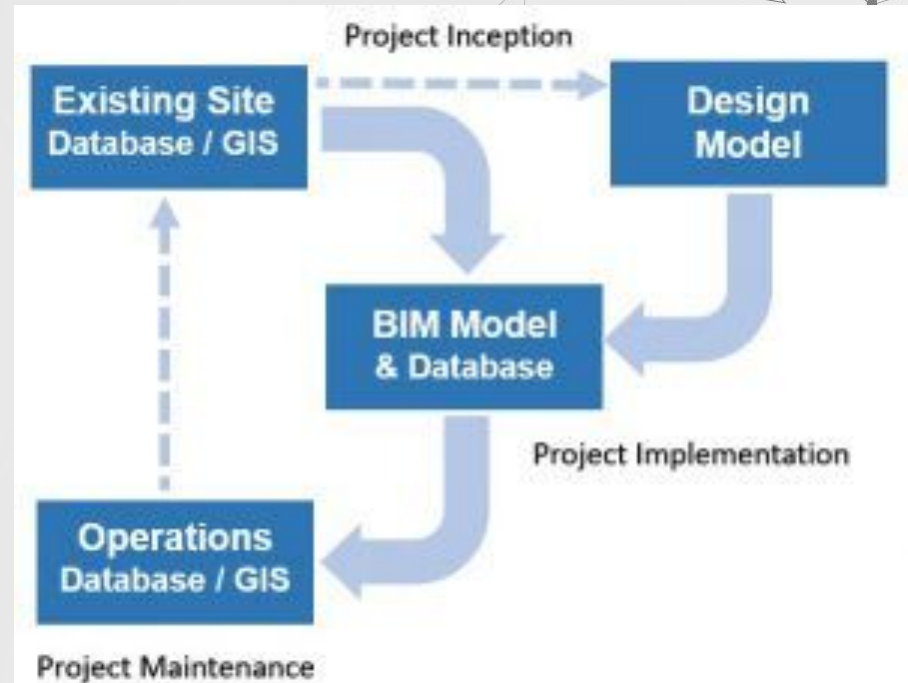 Project Inception
Existing Site
Database / GIS
Design
Model
BIM Model
& Database
Project Implementation
Operations
Database / GIS
Project Maintenance